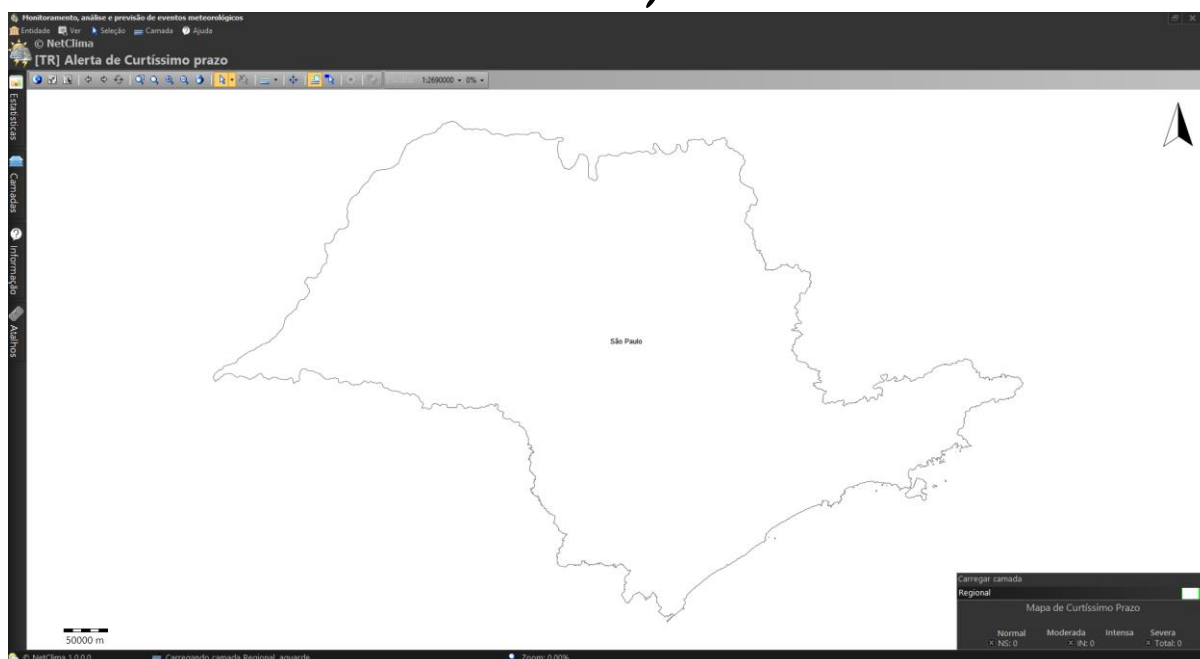 Monitoramento, análise e previsão de eventos meteorológicos
Entidade Ver Seleção Camada Ajuda
© NetClima
[TR] Alerta de Curtíssimo prazo
1:2690000 0%
Estatísticas
Camadas
Informação
Atalhos
São Paulo
50000 m
Carregar camada
Regional
Mapa de Curtíssimo Prazo
Normal Moderada Intensa Severa
NS: 0 IN: 0 Total: 0
© NetClima 1.0.0.0 Carregando camada Regional, aguarde Zoom: 0.00%